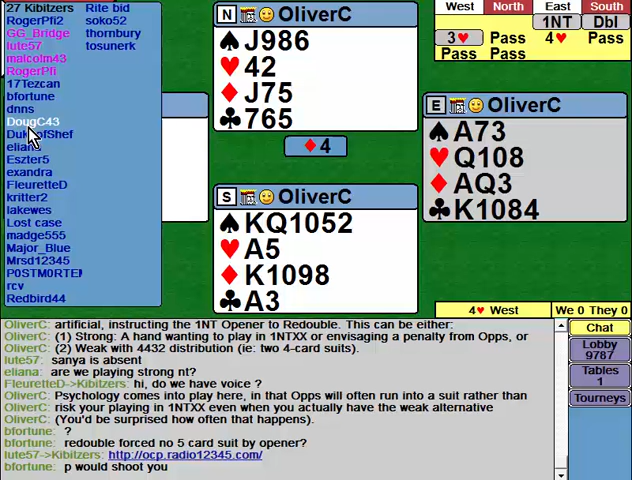 27 Kibitzers
RogerPfi2
GG_Bridge
lute57
malcolm43
RogerPfi
17Tezcan
bfortune
dnns
DougC43
Eszter5
exandra
FleuretteD
kritter2
lakewes
Lost case
madge555
Major_Blue
Mrsd12345
P0STM0RTEM
rcv
Redbird44
Rite bid
soko52
thornbury
tosunerk
N OliverC
♠J986
♥42
♦J75
♣765
♦4
S OliverC
♠KQ1052
♥A5
♦K1098
♣A3
E OliverC
♠A73
♥Q108
♦AQ3
♣K1084
West North East South
1NT Dbl
3♥ Pass 4♥ Pass
Pass Pass
4♥ West We 0 They 0
OliverC: artificial, instructing the 1NT Opener to Redouble. This can be either:
OliverC: (1) Strong: A hand wanting to play in 1NTXX or envisaging a penalty from Opps, or
OliverC: (2) Weak with 4432 distribution (ie: two 4-card suits).
lute57: sanya is absent
eliana: are we playing strong nt?
FleuretteD->Kibitzers: hi, do we have voice ?
OliverC: Psychology comes into play here, in that Opps will often run into a suit rather than
OliverC: risk your playing in 1NTXX even when you actually have the weak alternative
OliverC: (You'd be surprised how often that happens).
bfortune: ?
bfortune: redouble forced no 5 card suit by opener?
lute57->Kibitzers: http://ocp.radio12345.com/
bfortune: p would shoot you
Chat
Lobby
9787
Tables
1
Tourneys